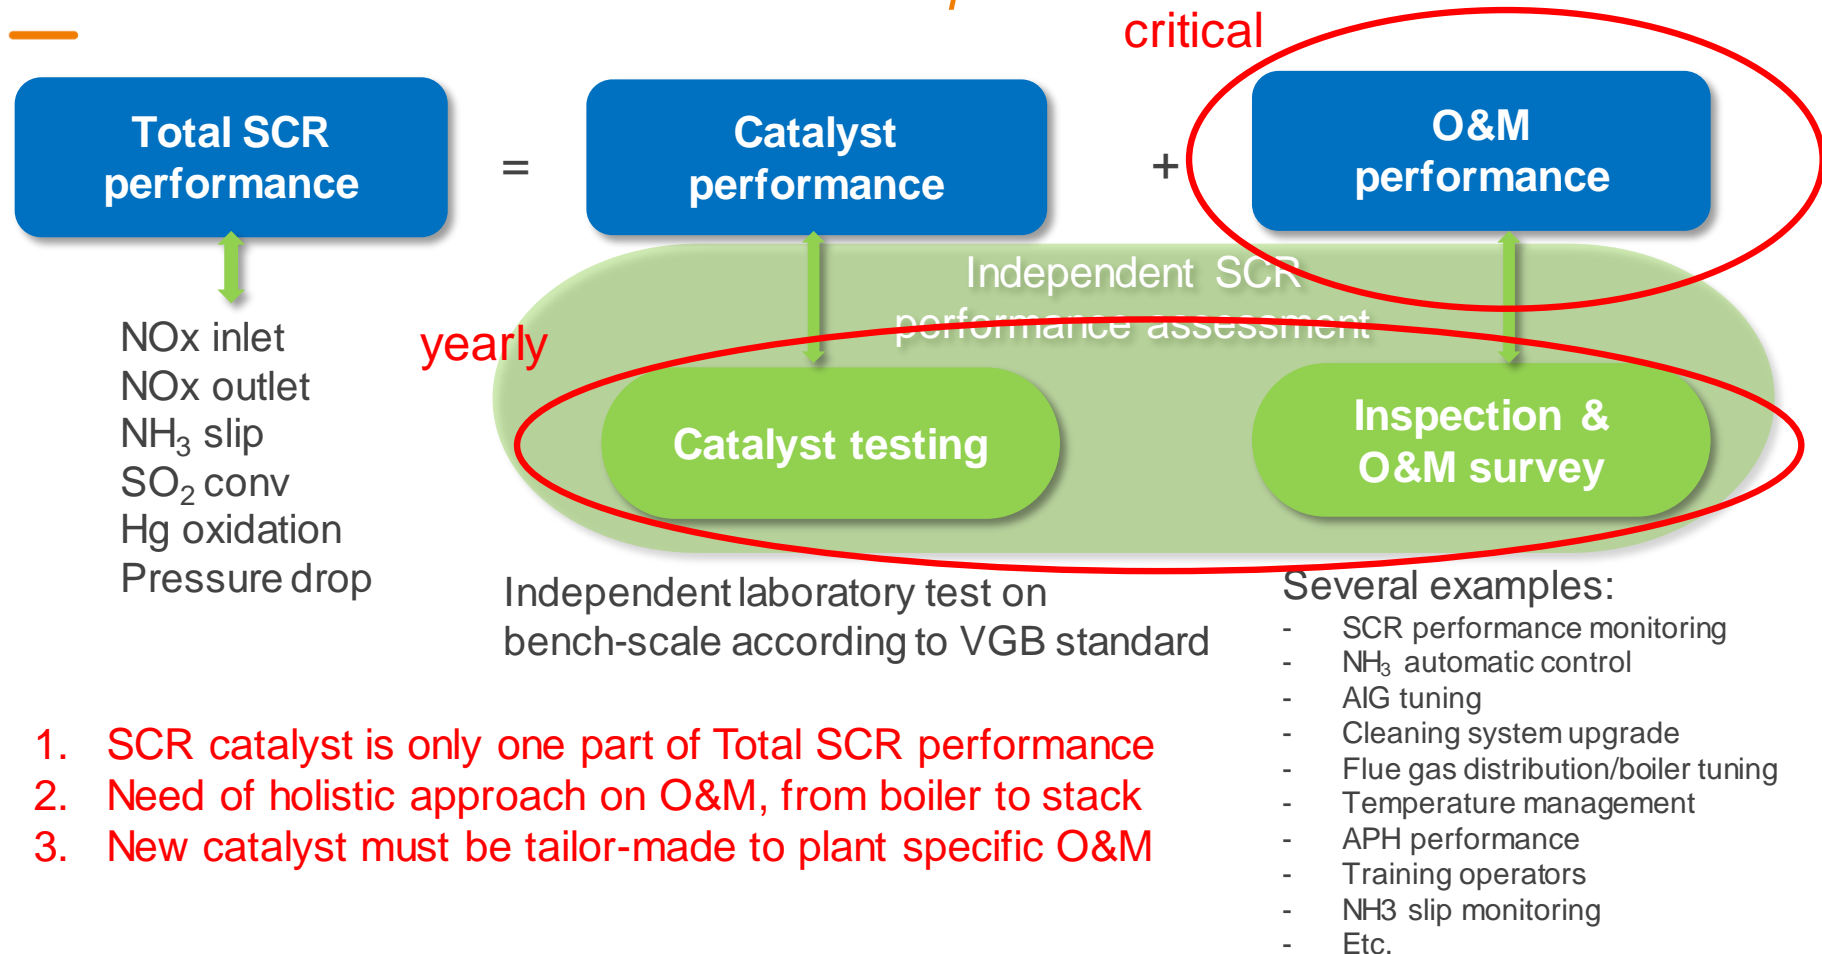 critical
Total SCR
performance
=
Catalyst
performance
+
O&M
performance
Independent SCR
performance assessment
yearly
NOx inlet
NOx outlet
NH₃ slip
SO₂ conv
Hg oxidation
Pressure drop
Catalyst testing
Inspection &
O&M survey
Independent laboratory test on
bench-scale according to VGB standard
Several examples:
- SCR performance monitoring
- NH₃ automatic control
- AIG tuning
- Cleaning system upgrade
- Flue gas distribution/boiler tuning
- Temperature management
- APH performance
- Training operators
- NH3 slip monitoring
- Etc.
1. SCR catalyst is only one part of Total SCR performance
2. Need of holistic approach on O&M, from boiler to stack
3. New catalyst must be tailor-made to plant specific O&M